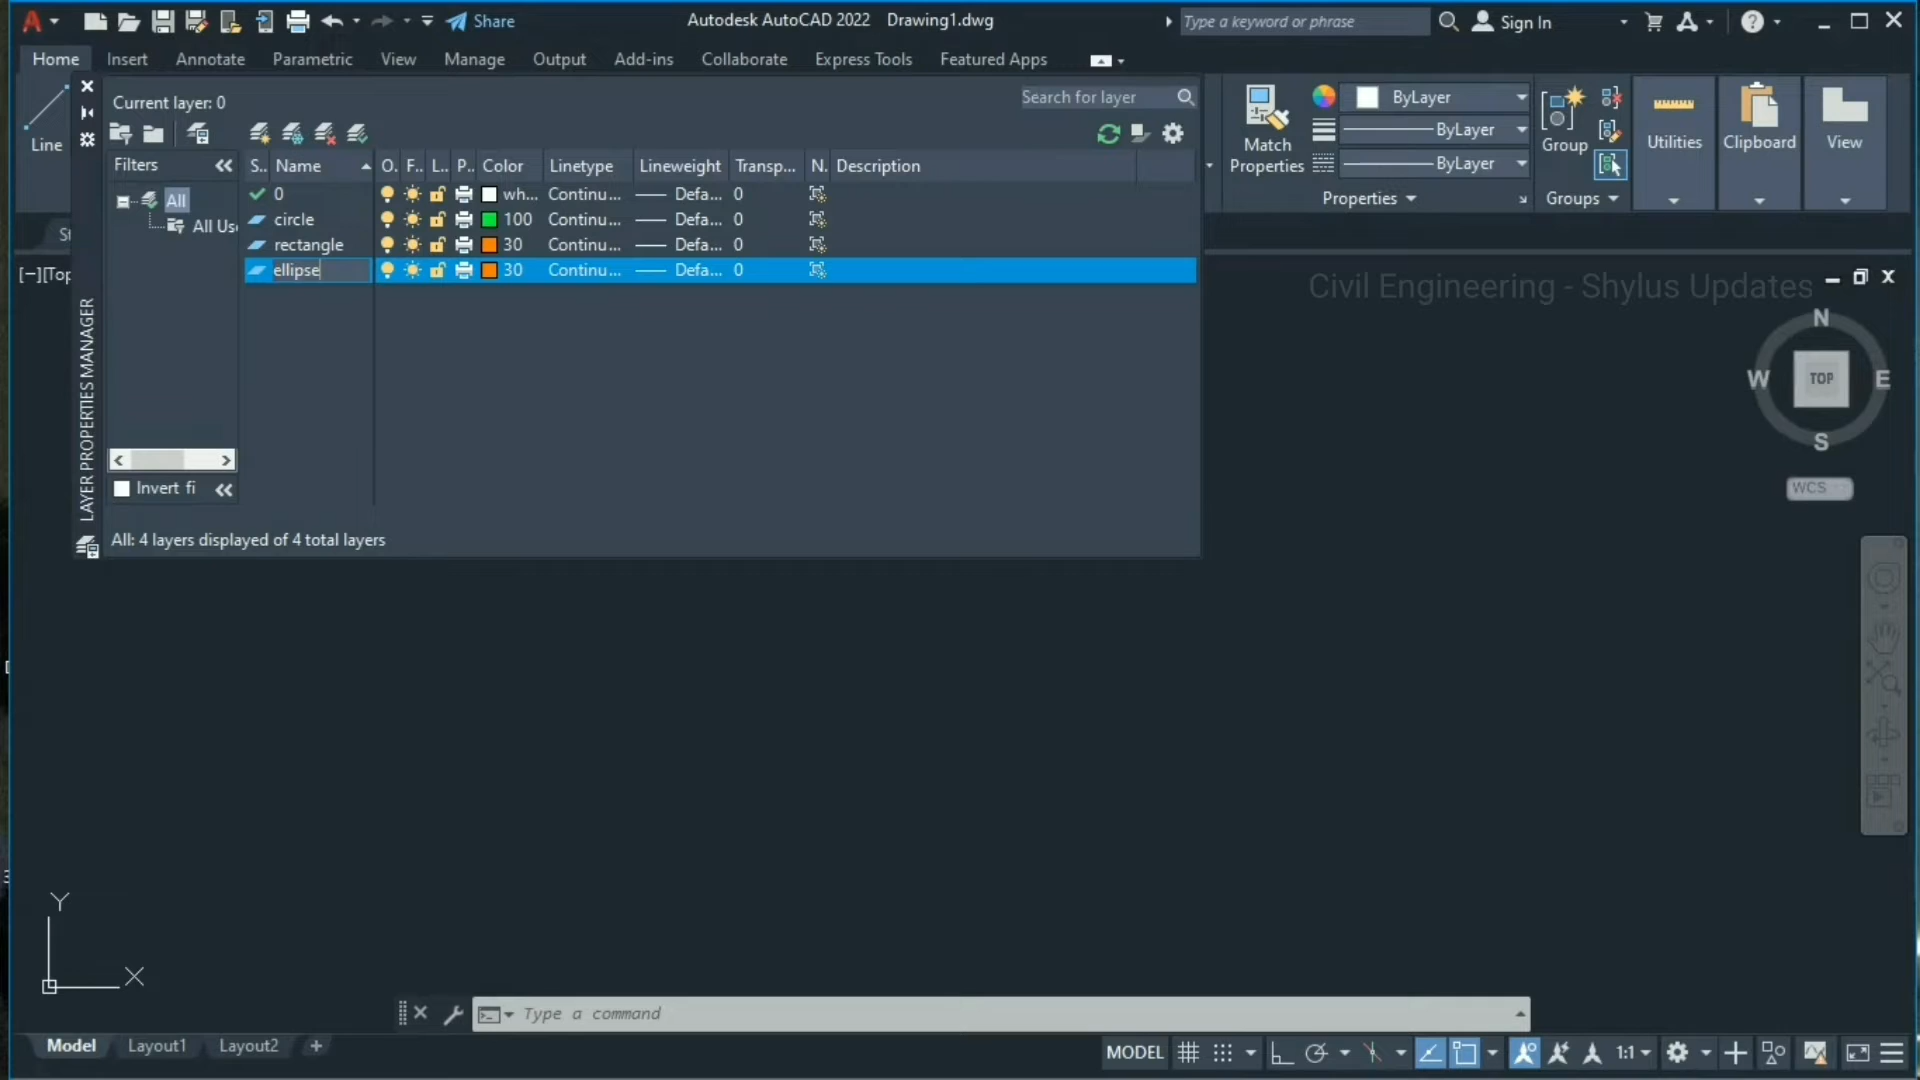 Share
Autodesk AutoCAD 2022 Drawing1.dwg
Type a keyword or phrase
Sign In
Home Insert Annotate Parametric View Manage Output Add-ins Collaborate Express Tools Featured Apps
Current layer: 0
Search for layer
Line
Match
Properties
ByLayer
ByLayer
ByLayer
Properties
Group
Groups
Utilities
Clipboard
View
Filters
S.. Name O. F.. L.. P.. Color Linetype Lineweight Transp... N. Description
All
All Us
0 wh... Continu... Defa... 0
circle 100 Continu... Defa... 0
rectangle 30 Continu... Defa... 0
ellipse 30 Continu... Defa... 0
[−][Top
St
Civil Engineering - Shylus Updates
N
W TOP E
S
WCS
LAYER PROPERTIES MANAGER
Invert fi
All: 4 layers displayed of 4 total layers
Y
X
Type a command
Model Layout1 Layout2 +
MODEL 1:1